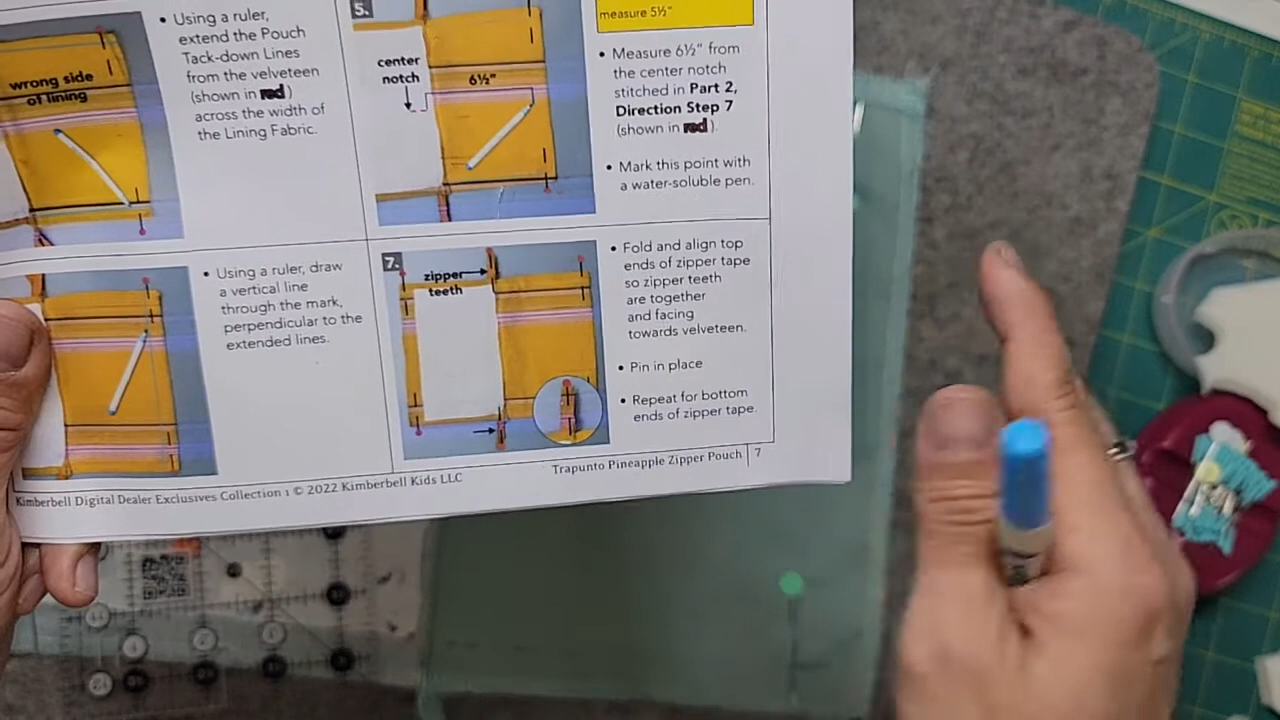 wrong side
of lining
• Using a ruler,
extend the Pouch
Tack-down Lines
from the velveteen
(shown in red)
across the width of
the Lining Fabric.
5.
center
notch
6½"
measure 5½"
• Measure 6½" from
the center notch
stitched in Part 2,
Direction Step 7
(shown in red).
• Mark this point with
a water-soluble pen.
• Using a ruler, draw
a vertical line
through the mark,
perpendicular to the
extended lines.
7.
zipper
teeth
• Fold and align top
ends of zipper tape
so zipper teeth
are together
and facing
towards velveteen.
• Pin in place
• Repeat for bottom
ends of zipper tape.
Kimberbell Digital Dealer Exclusives Collection 1 © 2022 Kimberbell Kids LLC
Trapunto Pineapple Zipper Pouch | 7